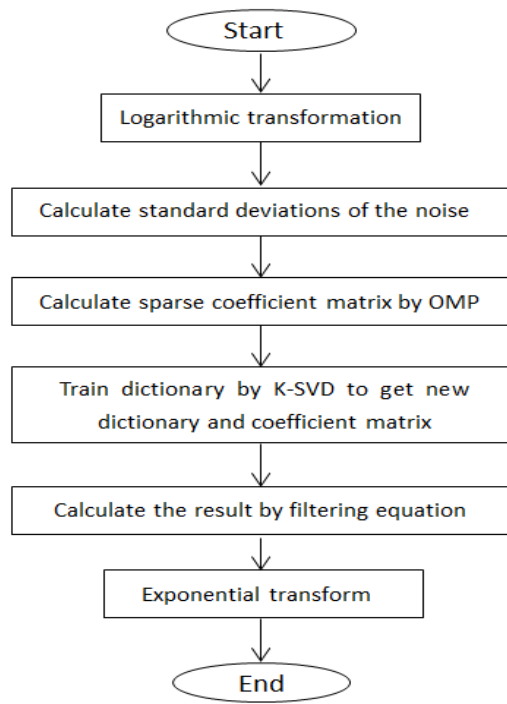 Start
Logarithmic transformation
Calculate standard deviations of the noise
Calculate sparse coefficient matrix by OMP
Train dictionary by K-SVD to get new
dictionary and coefficient matrix
Calculate the result by filtering equation
Exponential transform
End